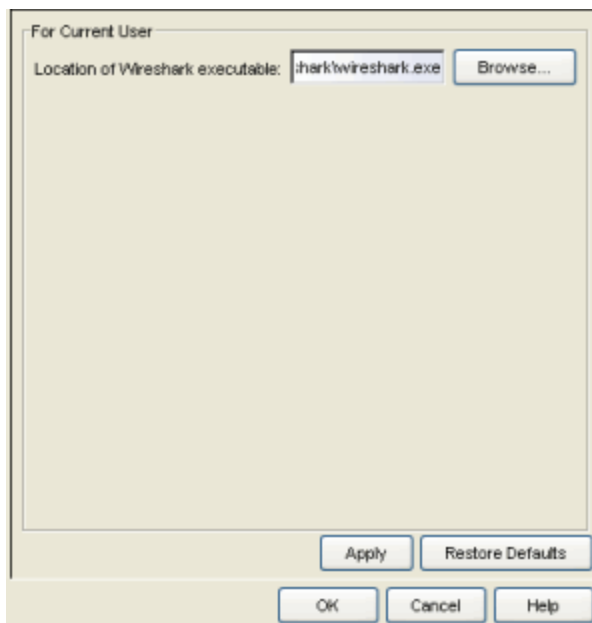 For Current User
Location of Wireshark executable: :hark\wireshark.exe Browse...
Apply Restore Defaults
OK Cancel Help